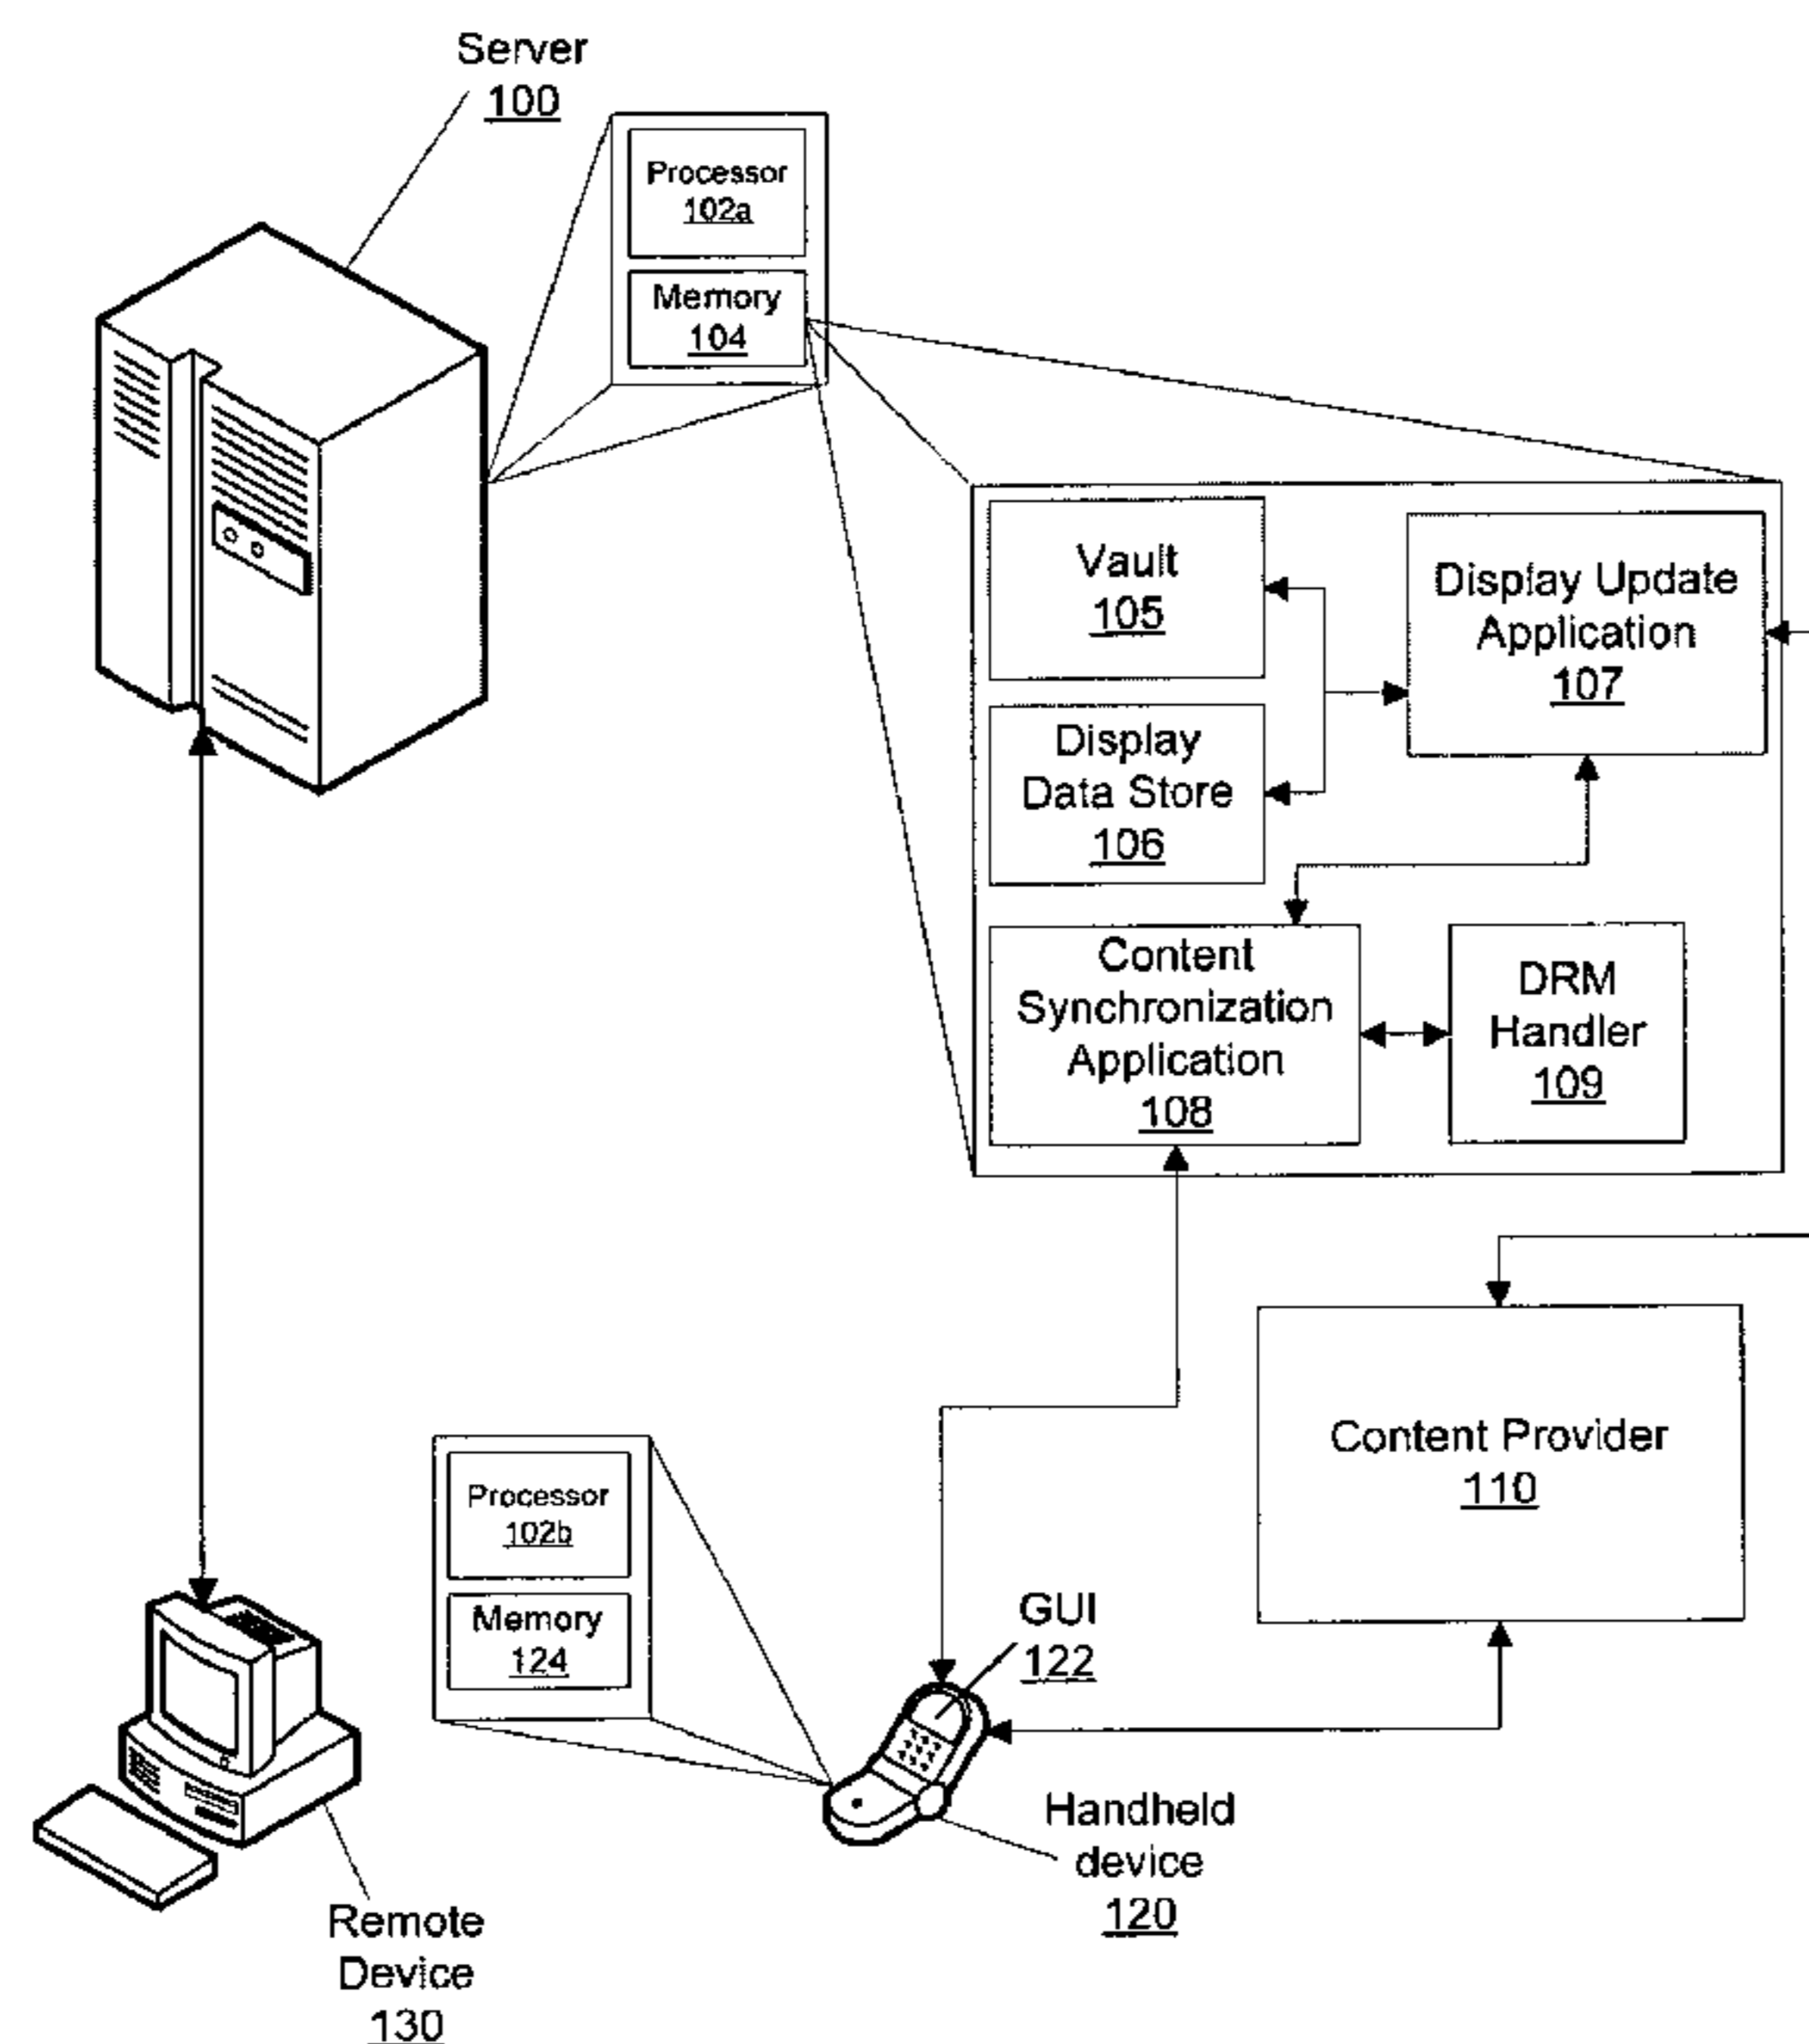 Server
100
Processor
102a
Memory
104
Vault
105
Display Update
Application
107
Display
Data Store
106
Content
Synchronization
Application
108
DRM
Handler
109
Content Provider
110
Processor
102b
Memory
124
GUI
122
Handheld
device
120
Remote
Device
130